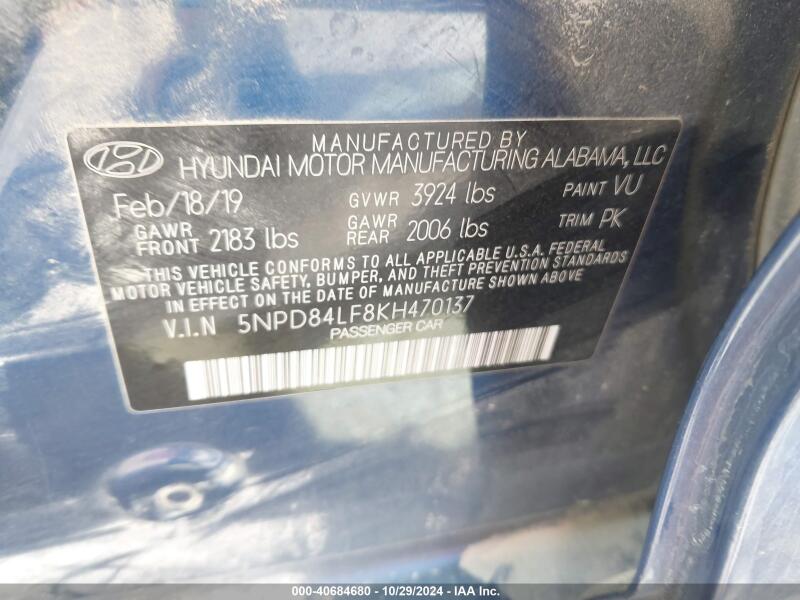 MANUFACTURED BY
HYUNDAI MOTOR MANUFACTURING ALABAMA, LLC
Feb/18/19 GVWR 3924 lbs PAINT VU
GAWR FRONT 2183 lbs GAWR REAR 2006 lbs TRIM PK
THIS VEHICLE CONFORMS TO ALL APPLICABLE U.S.A. FEDERAL
MOTOR VEHICLE SAFETY, BUMPER, AND THEFT PREVENTION STANDARDS
IN EFFECT ON THE DATE OF MANUFACTURE SHOWN ABOVE
V.I.N 5NPD84LF8KH470137
PASSENGER CAR
000-40684680 - 10/29/2024 - IAAI.COM